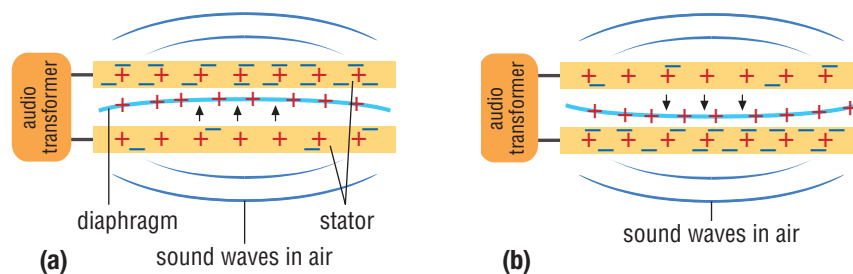 audio
transformer
diaphragm
stator
sound waves in air
(a)
audio
transformer
sound waves in air
(b)